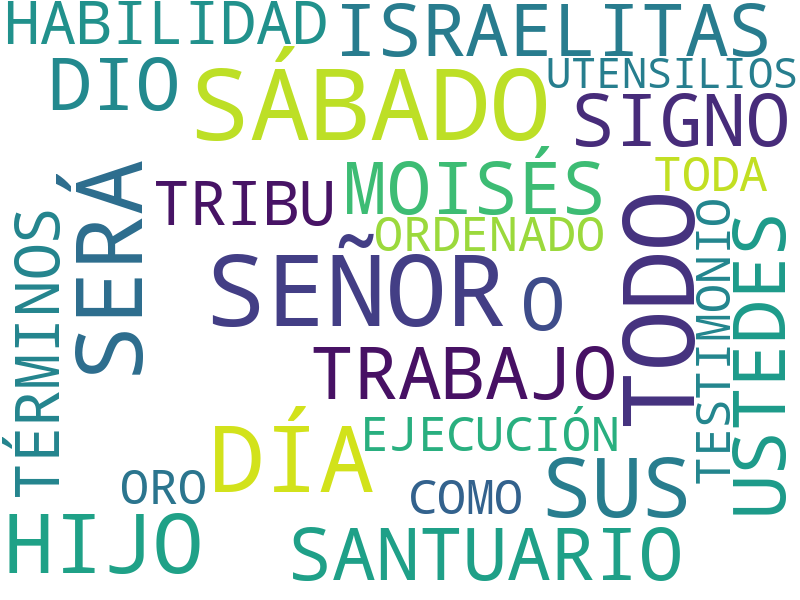 HABILIDAD
ISRAELITAS
DIO
SÁBADO
UTENSILIOS
SIGNO
SERÁ
TRIBU
MOISÉS
TODA
ORDENADO
TODO
TESTIMONIO
USTEDES
TÉRMINOS
SEÑOR
O
TRABAJO
DÍA
EJECUCIÓN
ORO
COMO
SUS
HIJO
SANTUARIO